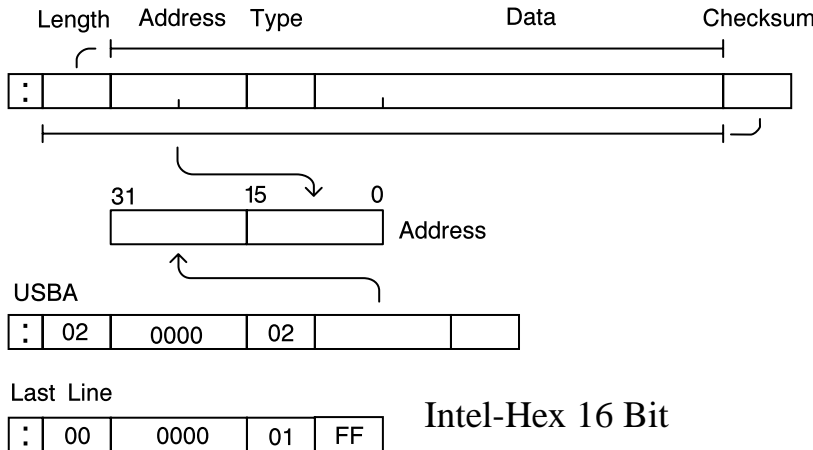 Length Address Type Data Checksum
:
31 15 0
Address
USBA
: 02 0000 02
Last Line
Intel-Hex 16 Bit
: 00 0000 01 FF